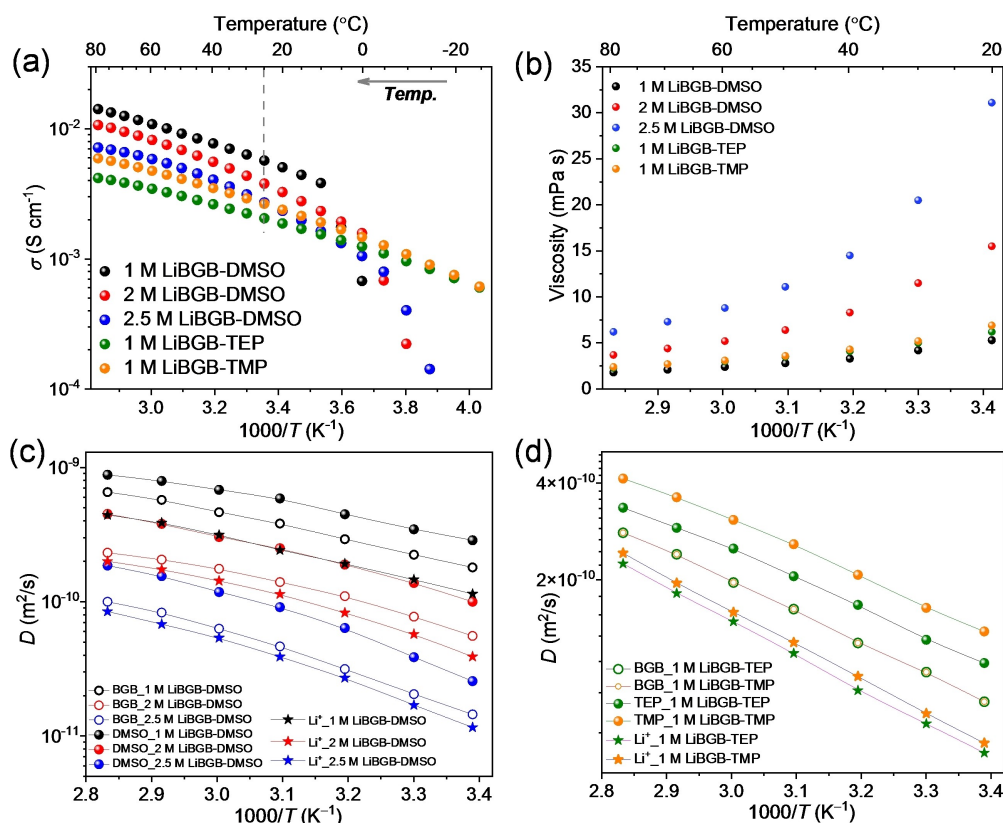 Temperature (°C)
80 60 40 20 0 -20
(a)
Temp.
10⁻²
10⁻³
10⁻⁴
σ (S cm⁻¹)
1 M LiBGB-DMSO
2 M LiBGB-DMSO
2.5 M LiBGB-DMSO
1 M LiBGB-TEP
1 M LiBGB-TMP
3.0 3.2 3.4 3.6 3.8 4.0
1000/T (K⁻¹)
Temperature (°C)
80 70 60 50 40 30 20
(b)
35
30
25
20
15
10
5
0
Viscosity (mPa s)
1 M LiBGB-DMSO
2 M LiBGB-DMSO
2.5 M LiBGB-DMSO
1 M LiBGB-TEP
1 M LiBGB-TMP
2.9 3.0 3.1 3.2 3.3 3.4
1000/T (K⁻¹)
(c)
10⁻⁹
10⁻¹⁰
10⁻¹¹
D (m²/s)
BGB_1 M LiBGB-DMSO
BGB_2 M LiBGB-DMSO
BGB_2.5 M LiBGB-DMSO
DMSO_1 M LiBGB-DMSO
DMSO_2 M LiBGB-DMSO
DMSO_2.5 M LiBGB-DMSO
Li⁺_1 M LiBGB-DMSO
Li⁺_2 M LiBGB-DMSO
Li⁺_2.5 M LiBGB-DMSO
2.8 2.9 3.0 3.1 3.2 3.3 3.4
1000/T (K⁻¹)
(d)
4×10⁻¹⁰
2×10⁻¹⁰
D (m²/s)
BGB_1 M LiBGB-TEP
BGB_1 M LiBGB-TMP
TEP_1 M LiBGB-TEP
TMP_1 M LiBGB-TMP
Li⁺_1 M LiBGB-TEP
Li⁺_1 M LiBGB-TMP
2.8 2.9 3.0 3.1 3.2 3.3 3.4
1000/T (K⁻¹)